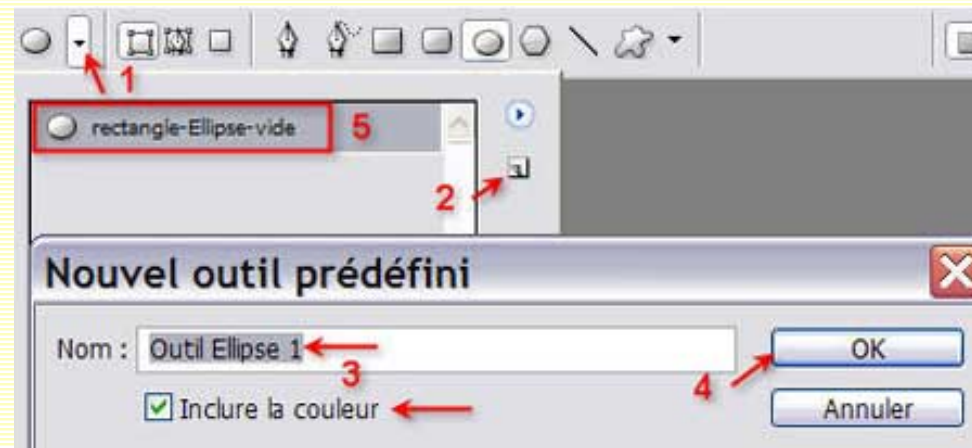 1
rectangle-Ellipse-vide 5
2
Nouvel outil prédéfini
Nom : Outil Ellipse 1 OK
3
4
Inclure la couleur Annuler